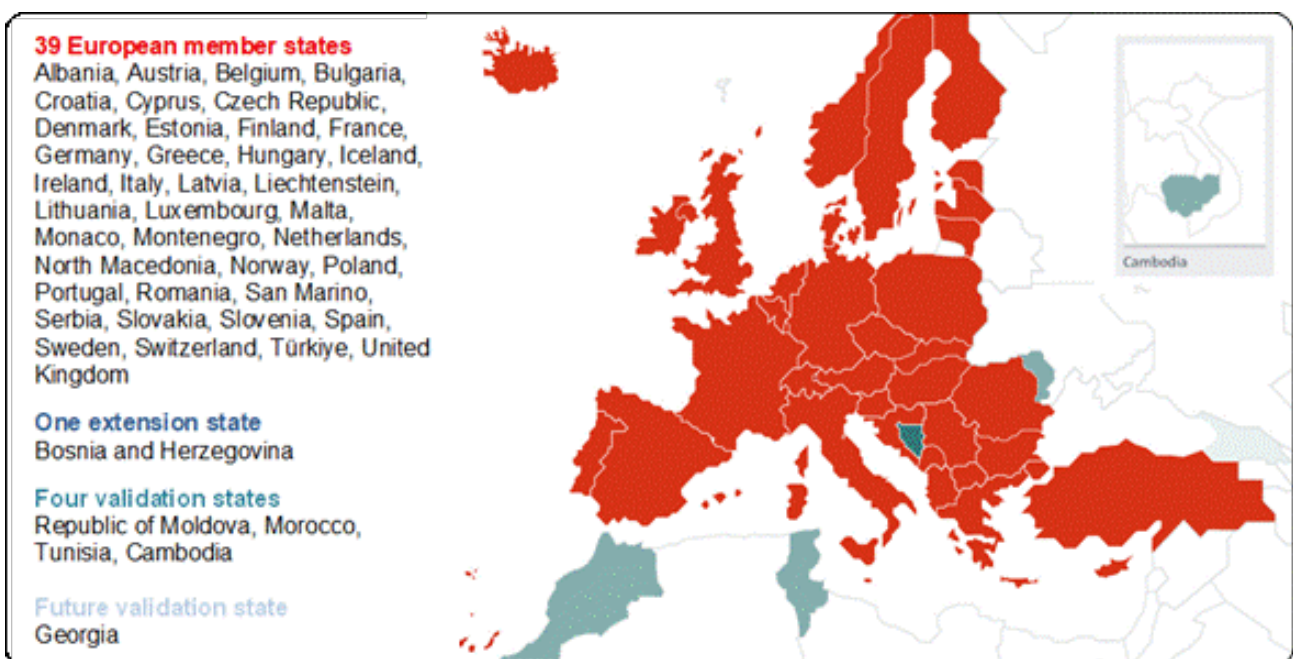 39 European member states
Albania, Austria, Belgium, Bulgaria,
Croatia, Cyprus, Czech Republic,
Denmark, Estonia, Finland, France,
Germany, Greece, Hungary, Iceland,
Ireland, Italy, Latvia, Liechtenstein,
Lithuania, Luxembourg, Malta,
Monaco, Montenegro, Netherlands,
North Macedonia, Norway, Poland,
Portugal, Romania, San Marino,
Serbia, Slovakia, Slovenia, Spain,
Sweden, Switzerland, Türkiye, United
Kingdom
One extension state
Bosnia and Herzegovina
Four validation states
Republic of Moldova, Morocco,
Tunisia, Cambodia
Future validation state
Georgia
Cambodia